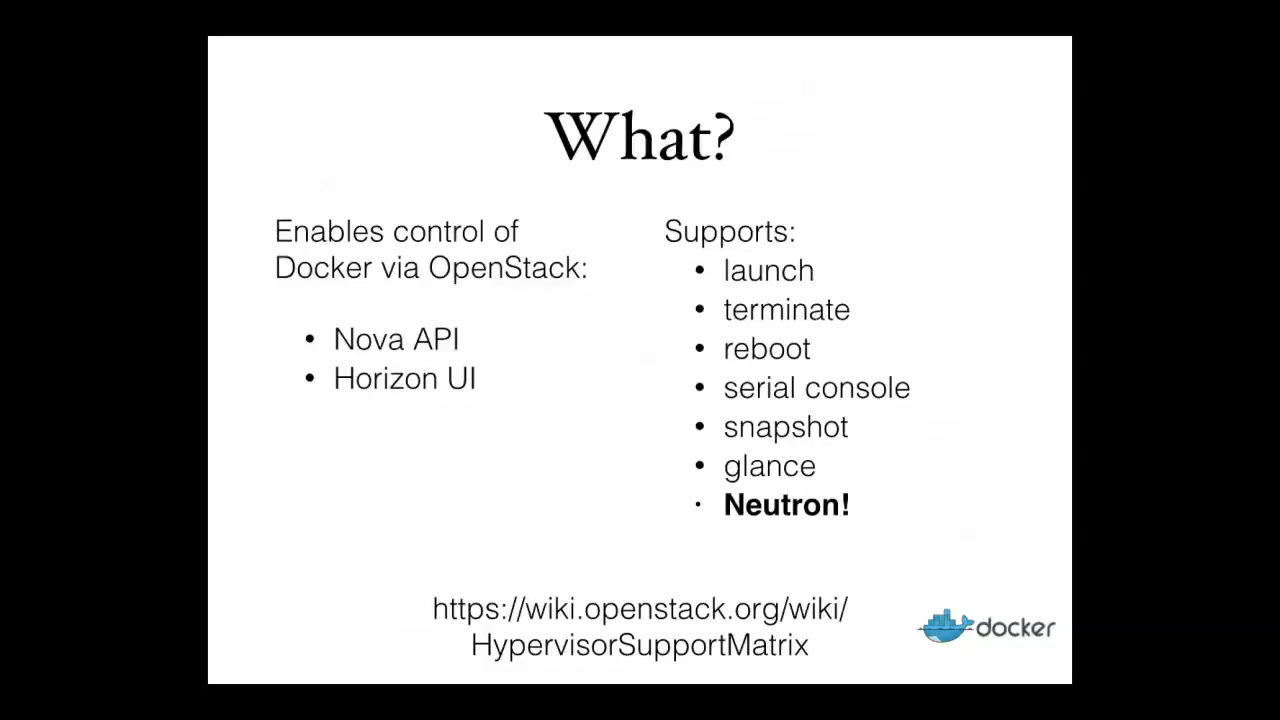 What?
Enables control of
Docker via OpenStack:
• Nova API
• Horizon UI
Supports:
• launch
• terminate
• reboot
• serial console
• snapshot
• glance
• Neutron!
https://wiki.openstack.org/wiki/
HypervisorSupportMatrix
docker